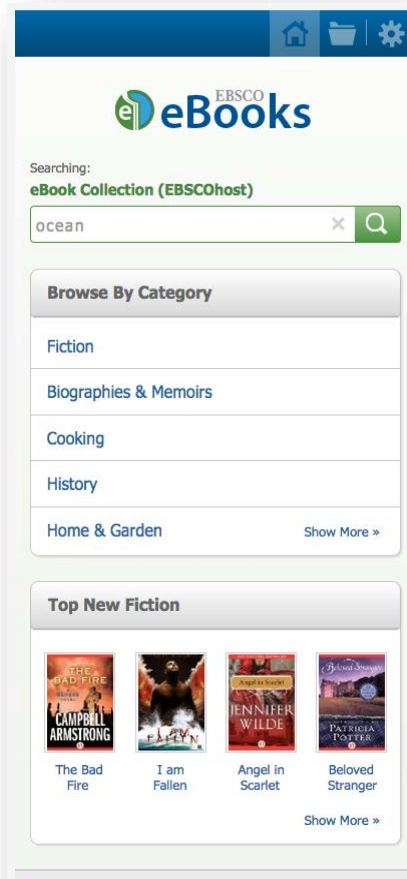 EBSCO
eBooks
Searching:
eBook Collection (EBSCOhost)
ocean
Browse By Category
Fiction
Biographies & Memoirs
Cooking
History
Home & Garden Show More »
Top New Fiction
THE
BAD FIRE
CAMPBELL
ARMSTRONG
I AM
FALLEN
Angel in Scarlet
JENNIFER
WILDE
Beloved Stranger
PATRICIA
POTTER
The Bad
Fire
I am
Fallen
Angel in
Scarlet
Beloved
Stranger
Show More »